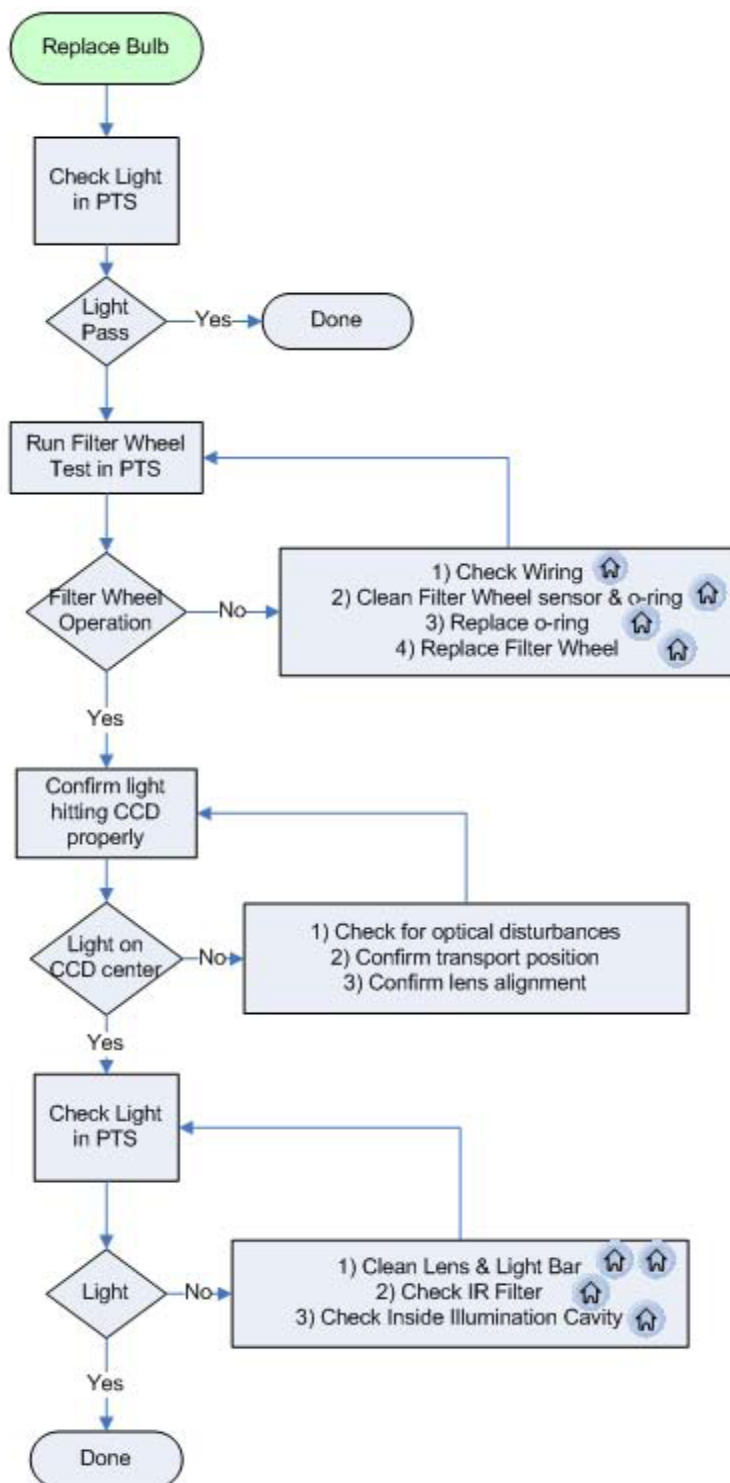 Replace Bulb
Check Light
in PTS
Light
Pass
Yes
Done
Run Filter Wheel
Test in PTS
Filter Wheel
Operation
No
1) Check Wiring
2) Clean Filter Wheel sensor & o-ring
3) Replace o-ring
4) Replace Filter Wheel
Yes
Confirm light
hitting CCD
properly
Light on
CCD center
No
1) Check for optical disturbances
2) Confirm transport position
3) Confirm lens alignment
Yes
Check Light
in PTS
Light
No
1) Clean Lens & Light Bar
2) Check IR Filter
3) Check Inside Illumination Cavity
Yes
Done